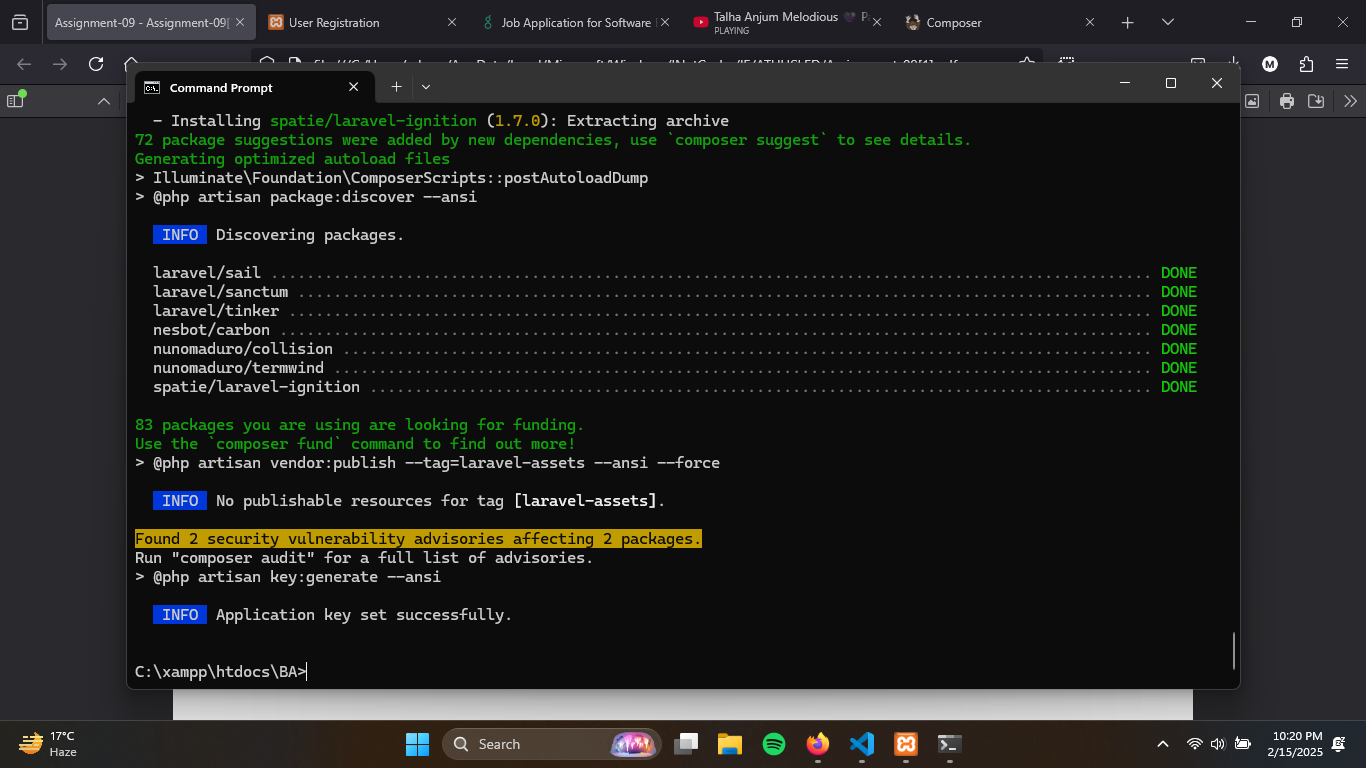 Assignment-09 - Assignment-09[
User Registration
Job Application for Software
Talha Anjum Melodious 🖤
PLAYING
Composer
M
Command Prompt
- Installing spatie/laravel-ignition (1.7.0): Extracting archive
72 package suggestions were added by new dependencies, use `composer suggest` to see details.
Generating optimized autoload files
> Illuminate\Foundation\ComposerScripts::postAutoloadDump
> @php artisan package:discover --ansi
INFO Discovering packages.
laravel/sail .................................................................................................. DONE
laravel/sanctum ............................................................................................... DONE
laravel/tinker ................................................................................................ DONE
nesbot/carbon ................................................................................................. DONE
nunomaduro/collision .......................................................................................... DONE
nunomaduro/termwind ........................................................................................... DONE
spatie/laravel-ignition ....................................................................................... DONE
83 packages you are using are looking for funding.
Use the `composer fund` command to find out more!
> @php artisan vendor:publish --tag=laravel-assets --ansi --force
INFO No publishable resources for tag [laravel-assets].
Found 2 security vulnerability advisories affecting 2 packages.
Run "composer audit" for a full list of advisories.
> @php artisan key:generate --ansi
INFO Application key set successfully.
C:\xampp\htdocs\BA>
17°C
Haze
Search
10:20 PM
2/15/2025